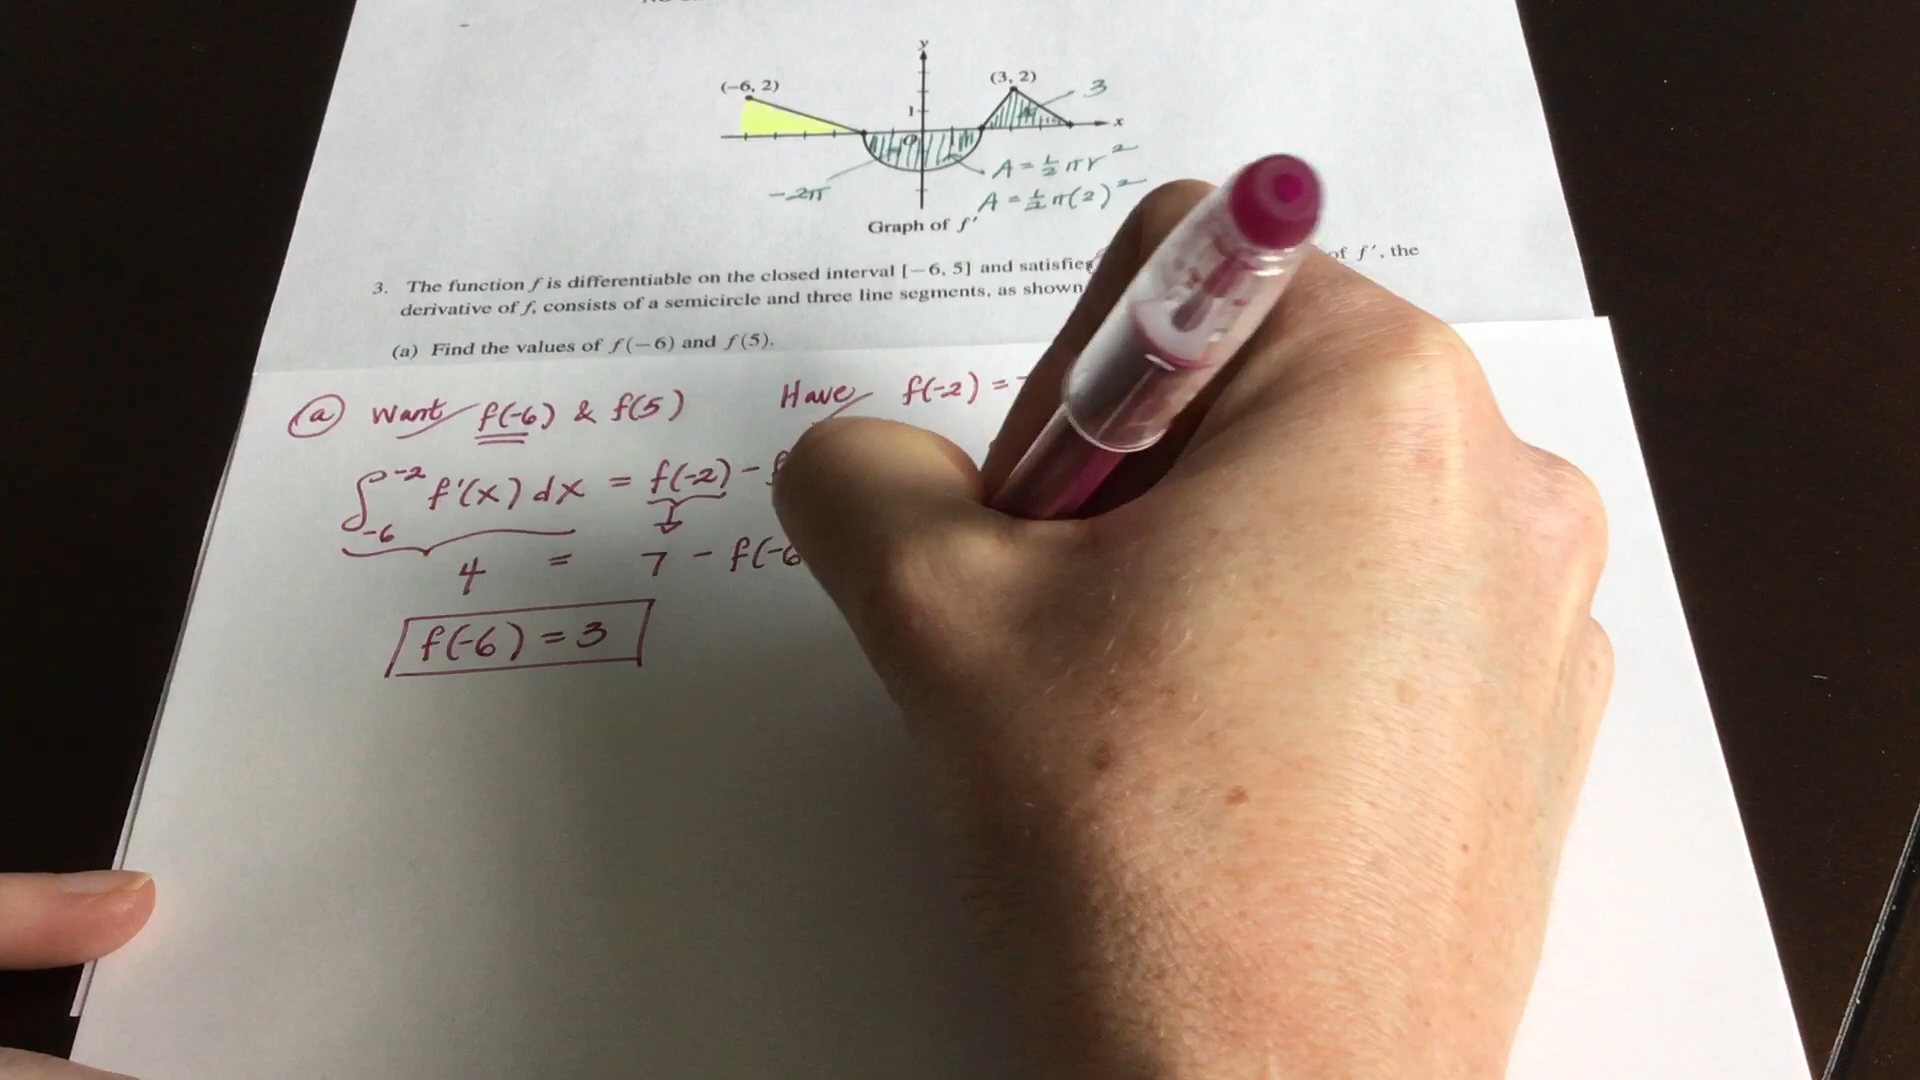 y
(-6, 2)
(3, 2)
3
1
x
O
A = ½πr²
-2π
A = ½π(2)²
Graph of f'
3. The function f is differentiable on the closed interval [-6, 5] and satisfies of f', the
derivative of f, consists of a semicircle and three line segments, as shown
(a) Find the values of f(-6) and f(5).
(a) Want f(-6) & f(5) Have f(-2) =
∫₋₆⁻² f'(x) dx = f(-2) -
4 = 7 - f(-6
f(-6) = 3